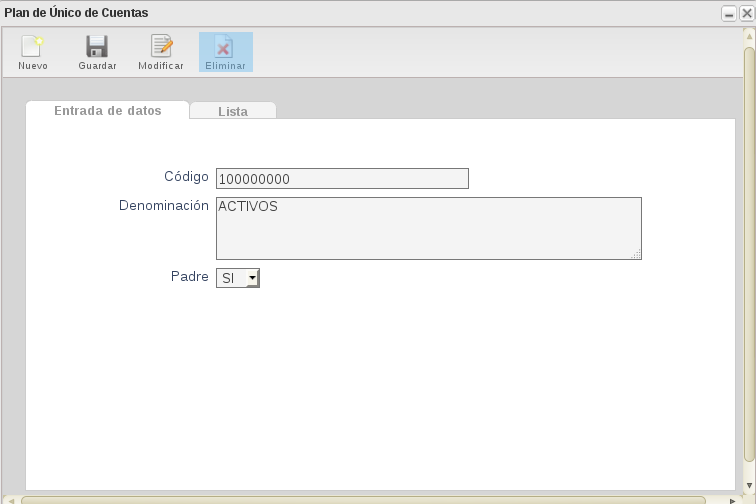 Plan de Único de Cuentas
Nuevo Guardar Modificar Eliminar
Entrada de datos Lista
Código 100000000
Denominación ACTIVOS
Padre SI